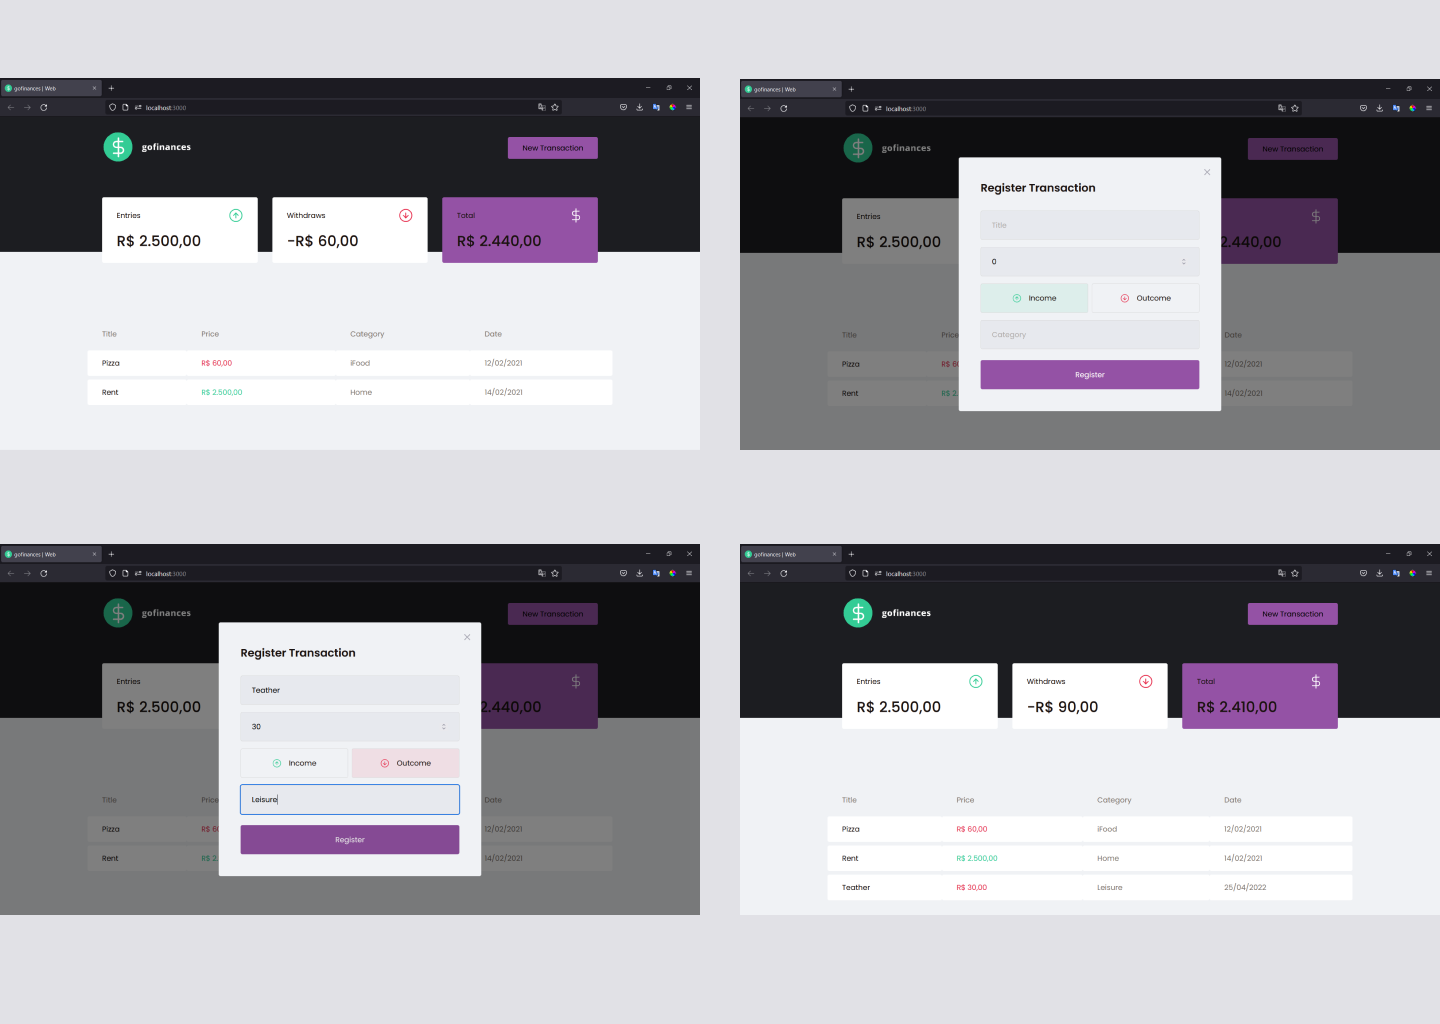 gofinances | Web
localhost:3000
gofinances
New Transaction
Entries
R$ 2.500,00
Withdraws
-R$ 60,00
Total
R$ 2.440,00
Title Price Category Date
Pizza R$ 60,00 iFood 12/02/2021
Rent R$ 2.500,00 Home 14/02/2021
gofinances | Web
localhost:3000
gofinances
New Transaction
Entries
R$ 2.500,00
2.440,00
Register Transaction
Title
0
Income Outcome
Category
Register
Title Price Date
Pizza R$ 60 12/02/2021
Rent R$ 2. 14/02/2021
gofinances | Web
localhost:3000
gofinances
New Transaction
Entries
R$ 2.500,00
2.440,00
Register Transaction
Teather
30
Income Outcome
Leisure
Register
Title Price Date
Pizza R$ 60 12/02/2021
Rent R$ 2. 14/02/2021
gofinances | Web
localhost:3000
gofinances
New Transaction
Entries
R$ 2.500,00
Withdraws
-R$ 90,00
Total
R$ 2.410,00
Title Price Category Date
Pizza R$ 60,00 iFood 12/02/2021
Rent R$ 2.500,00 Home 14/02/2021
Teather R$ 30,00 Leisure 25/04/2022